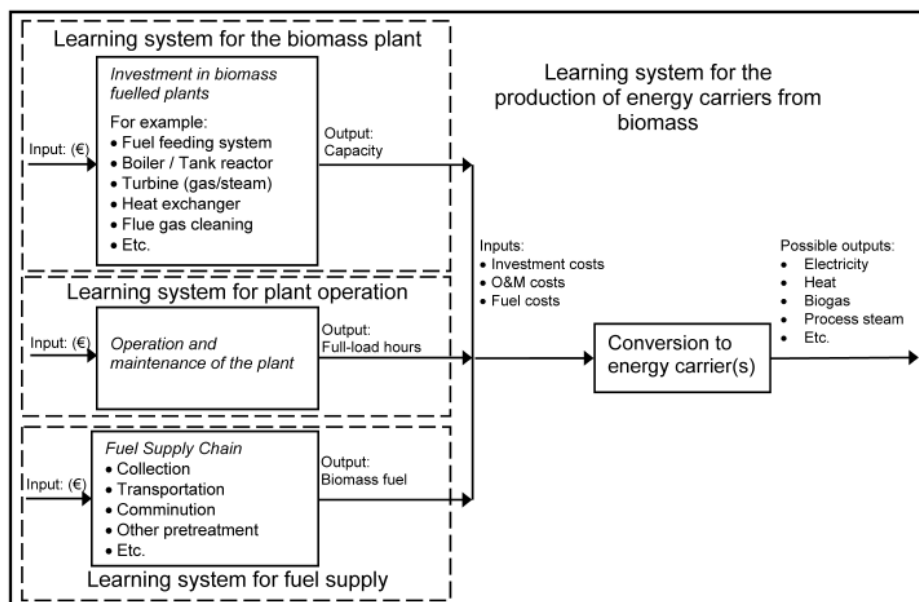 Learning system for the biomass plant
Investment in biomass
fuelled plants
For example:
• Fuel feeding system
• Boiler / Tank reactor
• Turbine (gas/steam)
• Heat exchanger
• Flue gas cleaning
• Etc.
Input: (€)
Output:
Capacity
Learning system for the
production of energy carriers from
biomass
Learning system for plant operation
Input: (€)
Operation and
maintenance of the plant
Output:
Full-load hours
Inputs:
• Investment costs
• O&M costs
• Fuel costs
Conversion to
energy carrier(s)
Possible outputs:
• Electricity
• Heat
• Biogas
• Process steam
• Etc.
Fuel Supply Chain
• Collection
• Transportation
• Comminution
• Other pretreatment
• Etc.
Input: (€)
Output:
Biomass fuel
Learning system for fuel supply